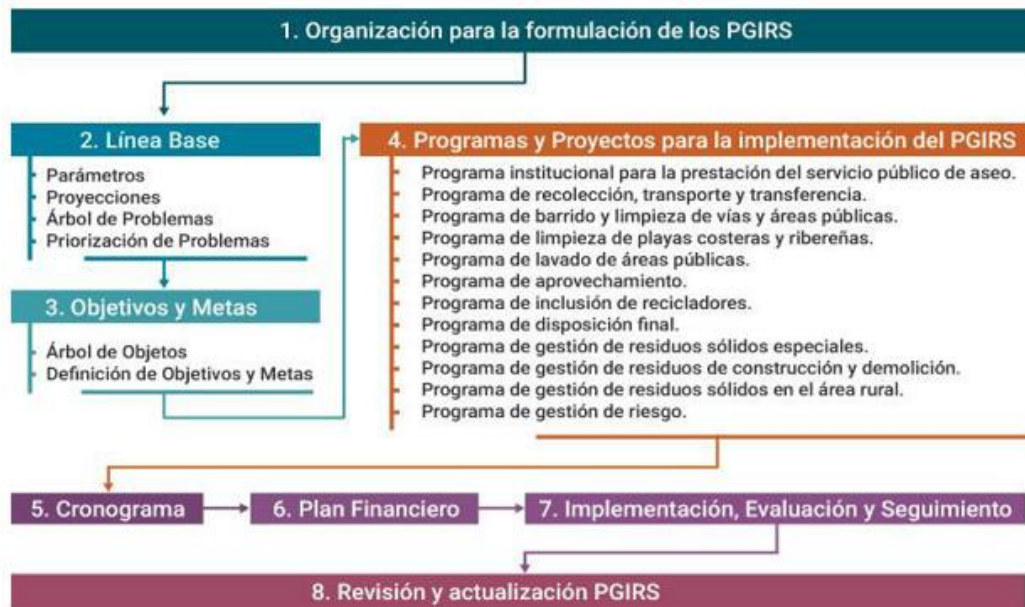 1. Organización para la formulación de los PGIRS
2. Línea Base
Parámetros
Proyecciones
Árbol de Problemas
Priorización de Problemas
3. Objetivos y Metas
Árbol de Objetos
Definición de Objetivos y Metas
4. Programas y Proyectos para la implementación del PGIRS
Programa institucional para la prestación del servicio público de aseo.
Programa de recolección, transporte y transferencia.
Programa de barrido y limpieza de vías y áreas públicas.
Programa de limpieza de playas costeras y ribereñas.
Programa de lavado de áreas públicas.
Programa de aprovechamiento.
Programa de inclusión de recicladores.
Programa de disposición final.
Programa de gestión de residuos sólidos especiales.
Programa de gestión de residuos de construcción y demolición.
Programa de gestión de residuos sólidos en el área rural.
Programa de gestión de riesgo.
5. Cronograma
6. Plan Financiero
7. Implementación, Evaluación y Seguimiento
8. Revisión y actualización PGIRS